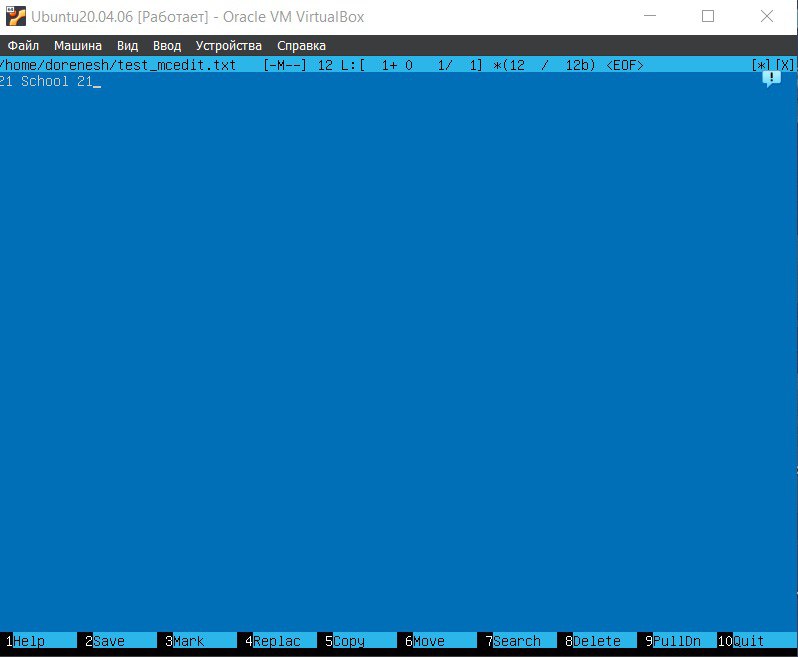 Ubuntu20.04.06 [Работает] - Oracle VM VirtualBox
Файл Машина Вид Ввод Устройства Справка
/home/dorenesh/test_mcedit.txt [-M--] 12 L:[ 1+ 0 1/ 1] *(12 / 12b) <EOF> [*][X]
21 School 21_
1Help 2Save 3Mark 4Replac 5Copy 6Move 7Search 8Delete 9PullDn 10Quit